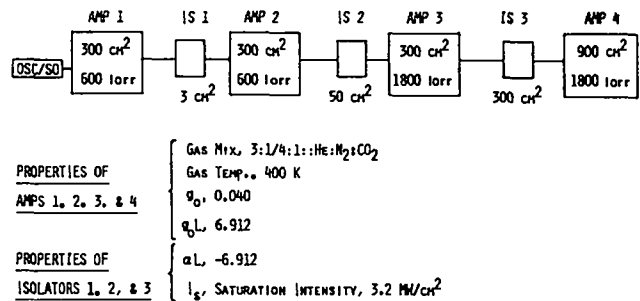 AMP 1 IS 1 AMP 2 IS 2 AMP 3 IS 3 AMP 4
300 CM² 300 CM² 300 CM² 900 CM²
OSC/SO
600 Torr 600 Torr 1800 Torr 1800 Torr
3 CM² 50 CM² 300 CM²
GAS MIX, 3:1/4:1::HE:N₂:CO₂
PROPERTIES OF GAS TEMP., 400 K
AMPS 1, 2, 3, & 4 g₀, 0.040
g₀L, 6.912
PROPERTIES OF αL, -6.912
ISOLATORS 1, 2, & 3 Iₛ, SATURATION INTENSITY, 3.2 MW/CM²